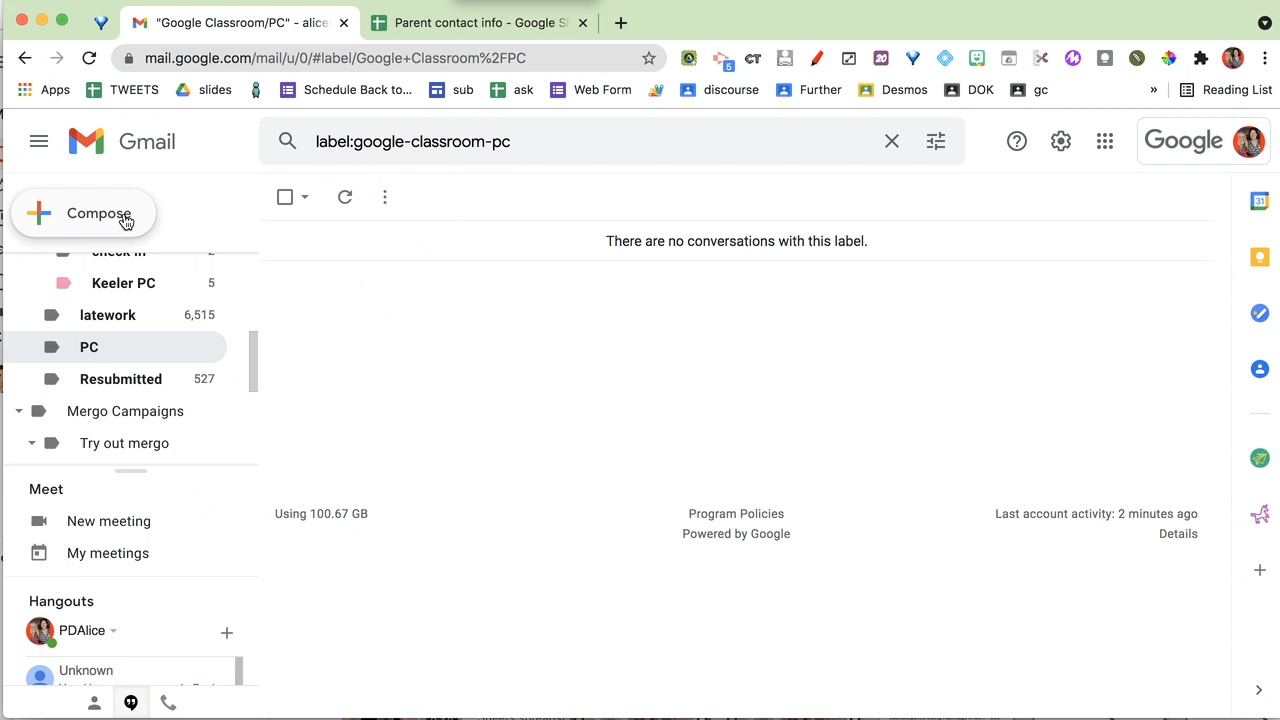 "Google Classroom/PC" - alice
Parent contact info - Google Sh
mail.google.com/mail/u/0/#label/Google+Classroom%2FPC
5
CT
20
Apps
TWEETS
slides
Schedule Back to...
sub
ask
Web Form
discourse
Further
Desmos
DOK
gc
»
Reading List
Gmail
label:google-classroom-pc
Google
Compose
There are no conversations with this label.
31
check in 2
Keeler PC 5
latework 6,515
PC
Resubmitted 527
Mergo Campaigns
Try out mergo
Meet
New meeting
My meetings
Using 100.67 GB
Program Policies
Powered by Google
Last account activity: 2 minutes ago
Details
Hangouts
PDAlice
Unknown